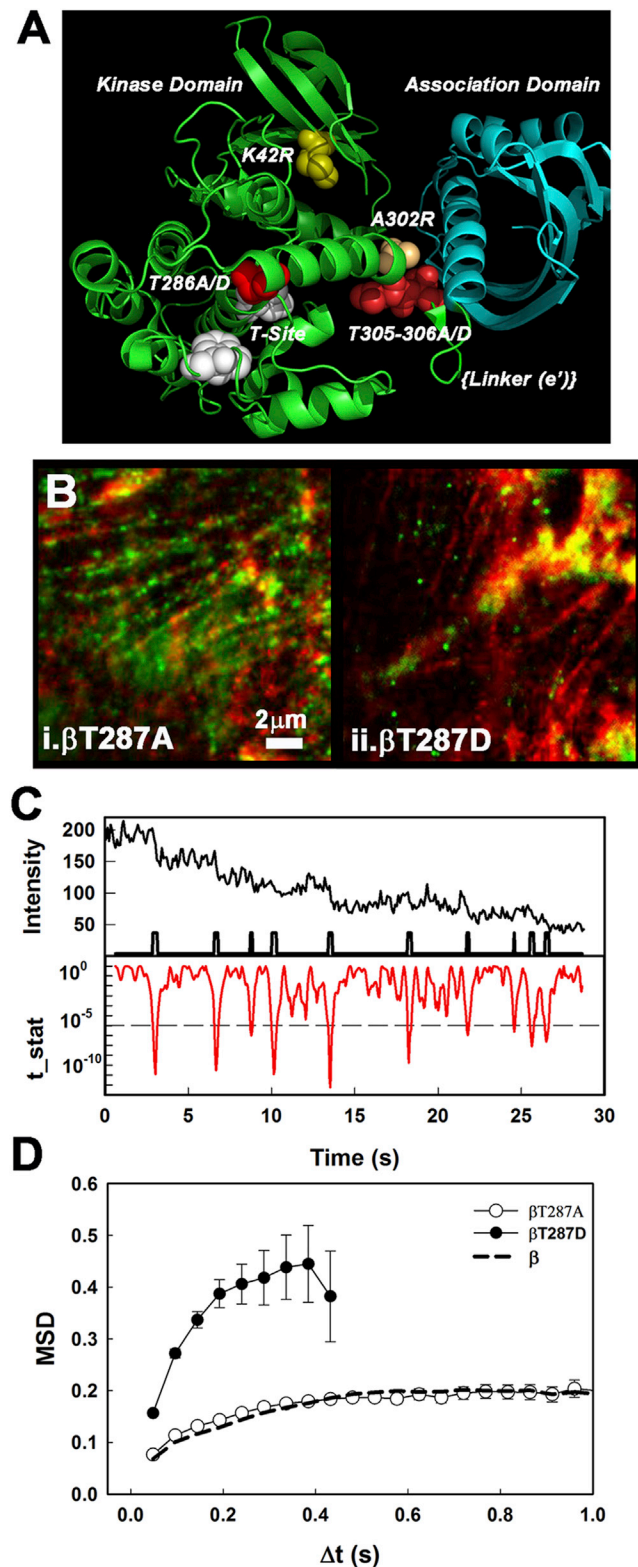 A
Kinase Domain
Association Domain
K42R
A302R
T286A/D
T-Site
T305-306A/D
{Linker (e')}
B
i.βT287A
2μm
ii.βT287D
C
Intensity
200
150
100
50
t_stat
10⁰
10⁻⁵
10⁻¹⁰
0 5 10 15 20 25 30
Time (s)
D
MSD
0.6
0.5
0.4
0.3
0.2
0.1
0.0
βT287A
βT287D
β
0.0 0.2 0.4 0.6 0.8 1.0
Δt (s)